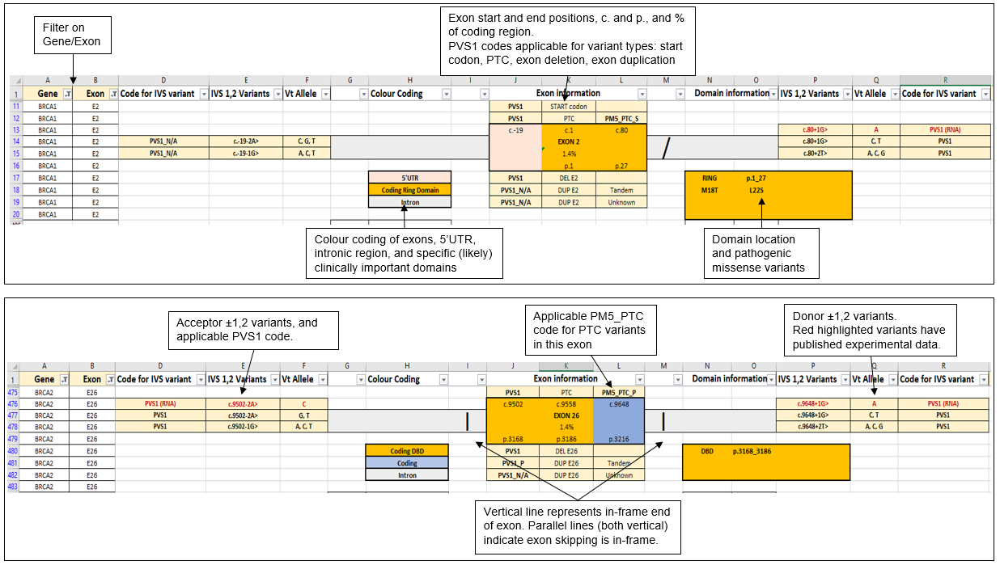 Filter on
Gene/Exon
Exon start and end positions, c. and p., and %
of coding region.
PVS1 codes applicable for variant types: start
codon, PTC, exon deletion, exon duplication
A B D E F G H I J K L M N O P Q R
1 Gene Exon Code for IVS variant IVS 1,2 Variants Vt Allele Colour Coding Exon information Domain information IVS 1,2 Variants Vt Allele Code for IVS variant
11 BRCA1 E2 PVS1 START codon
12 BRCA1 E2 PVS1 PTC PM5_PTC_S
13 BRCA1 E2 c.-19 c.1 c.80 c.80+1G> A PVS1 (RNA)
14 BRCA1 E2 PVS1_N/A c.-19-2A> C, G, T EXON 2 / c.80+1G> C, T PVS1
15 BRCA1 E2 PVS1_N/A c.-19-1G> A, C, T 1.4% c.80+2T> A, C, G PVS1
16 BRCA1 E2 p.1 p.27
17 BRCA1 E2 5'UTR PVS1 DEL E2 RING p.1_27
18 BRCA1 E2 Coding Ring Domain PVS1_N/A DUP E2 Tandem M18T L22S
19 BRCA1 E2 Intron PVS1_N/A DUP E2 Unknown
20 BRCA1 E2
Colour coding of exons, 5’UTR,
intronic region, and specific (likely)
clinically important domains
Domain location
and pathogenic
missense variants
Acceptor ±1,2 variants, and
applicable PVS1 code.
Applicable PM5_PTC
code for PTC variants
in this exon
Donor ±1,2 variants.
Red highlighted variants have
published experimental data.
A B D E F G H I J K L M N O P Q R
1 Gene Exon Code for IVS variant IVS 1,2 Variants Vt Allele Colour Coding Exon information Domain information IVS 1,2 Variants Vt Allele Code for IVS variant
475 BRCA2 E26 PVS1 PTC PM5_PTC_P
476 BRCA2 E26 PVS1 (RNA) c.9502-2A> C c.9502 c.9558 c.9648 c.9648+1G> A PVS1 (RNA)
477 BRCA2 E26 PVS1 c.9502-2A> G, T | EXON 26 | c.9648+1G> C, T PVS1
478 BRCA2 E26 PVS1 c.9502-1G> A, C, T 1.4% c.9648+2T> A, C, G PVS1
479 BRCA2 E26 p.3168 p.3186 p.3216
480 BRCA2 E26 Coding DBD PVS1 DEL E26 DBD p.3168_3186
481 BRCA2 E26 Coding PVS1_P DUP E26 Tandem
482 BRCA2 E26 Intron PVS1_N/A DUP E26 Unknown
483 BRCA2 E26
Vertical line represents in-frame end
of exon. Parallel lines (both vertical)
indicate exon skipping is in-frame.